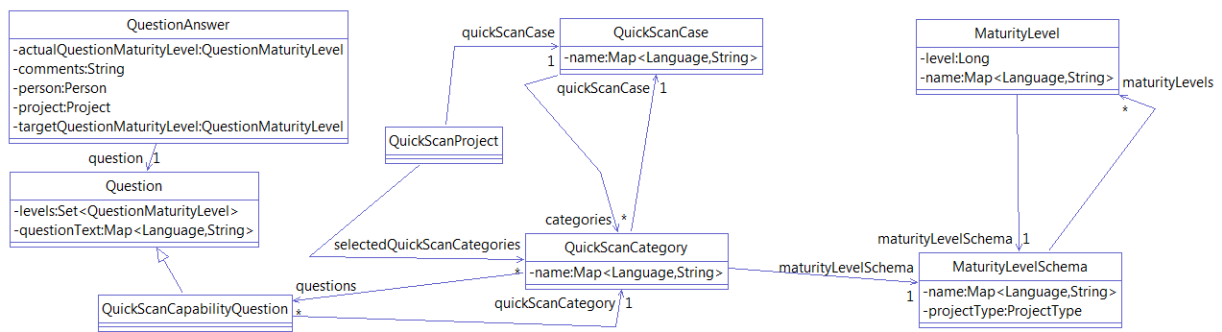 QuestionAnswer
-actualQuestionMaturityLevel:QuestionMaturityLevel
-comments:String
-person:Person
-project:Project
-targetQuestionMaturityLevel:QuestionMaturityLevel
question 1
Question
-levels:Set<QuestionMaturityLevel>
-questionText:Map<Language,String>
QuickScanCapabilityQuestion
quickScanCase
1
QuickScanProject
selectedQuickScanCategories
*
QuickScanCase
-name:Map<Language,String>
quickScanCase 1
categories *
QuickScanCategory
-name:Map<Language,String>
questions
*
quickScanCategory 1
maturityLevelSchema
1
MaturityLevel
-level:Long
-name:Map<Language,String>
maturityLevels
*
maturityLevelSchema 1
MaturityLevelSchema
-name:Map<Language,String>
-projectType:ProjectType